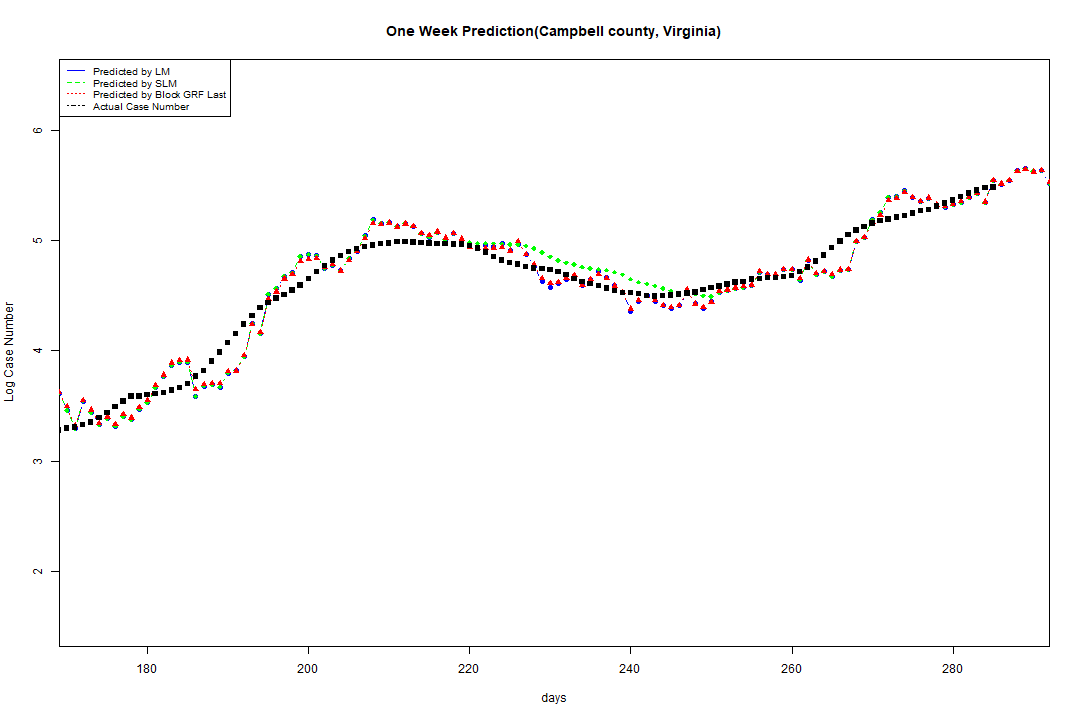 One Week Prediction(Campbell county, Virginia)
Predicted by LM
Predicted by SLM
Predicted by Block GRF Last
Actual Case Number
Log Case Number
6
5
4
3
2
180 200 220 240 260 280
days